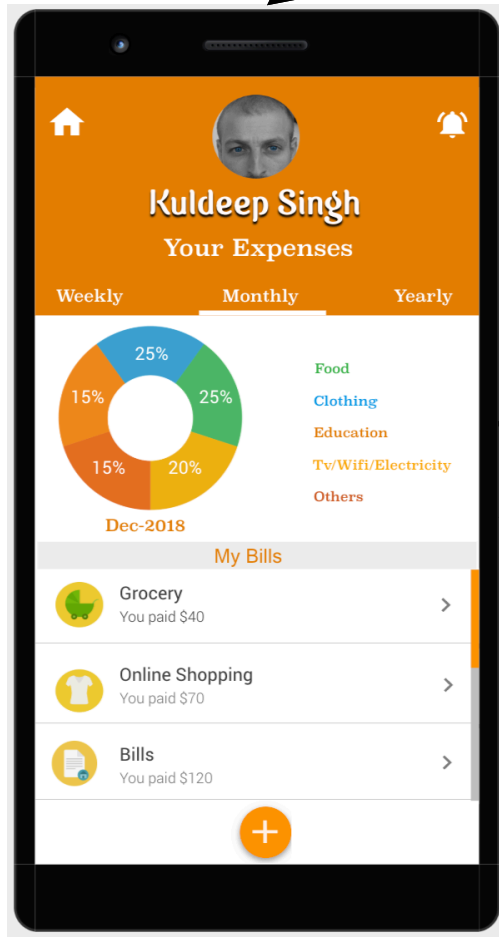 Kuldeep Singh
Your Expenses
Weekly Monthly Yearly
25%
15% 25%
15% 20%
Food
Clothing
Education
Tv/Wifi/Electricity
Others
Dec-2018
My Bills
Grocery
You paid $40
Online Shopping
You paid $70
Bills
You paid $120